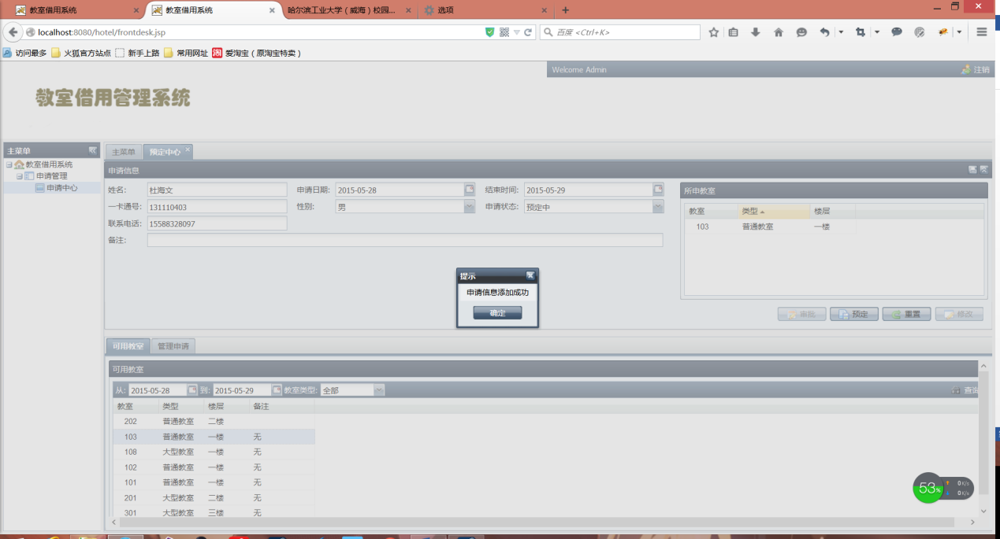 教室借用系统
教室借用系统
哈尔滨工业大学（威海）校园...
选项
localhost:8080/hotel/frontdesk.jsp
百度 <Ctrl+K>
访问最多 火狐官方站点 新手上路 常用网址 淘 爱淘宝（原淘宝特卖）
Welcome Admin 注销
教室借用管理系统
主菜单
教室借用系统
申请管理
申请中心
主菜单 预定中心
申请信息
姓名: 杜海文 申请日期: 2015-05-28 结束时间: 2015-05-29
一卡通号: 131110403 性别: 男 申请状态: 预定中
联系电话: 15588328097
备注:
所申教室
教室 类型 楼层
103 普通教室 一楼
提示
申请信息添加成功
确定
审批 预定 重置 修改
可用教室 管理申请
可用教室
从: 2015-05-28 到: 2015-05-29 教室类型: 全部 查询
教室 类型 楼层 备注
202 普通教室 二楼
103 普通教室 一楼 无
108 大型教室 一楼 无
102 普通教室 一楼 无
101 普通教室 一楼 无
201 大型教室 二楼 无
301 大型教室 三楼 无
53% 0K/s
0K/s